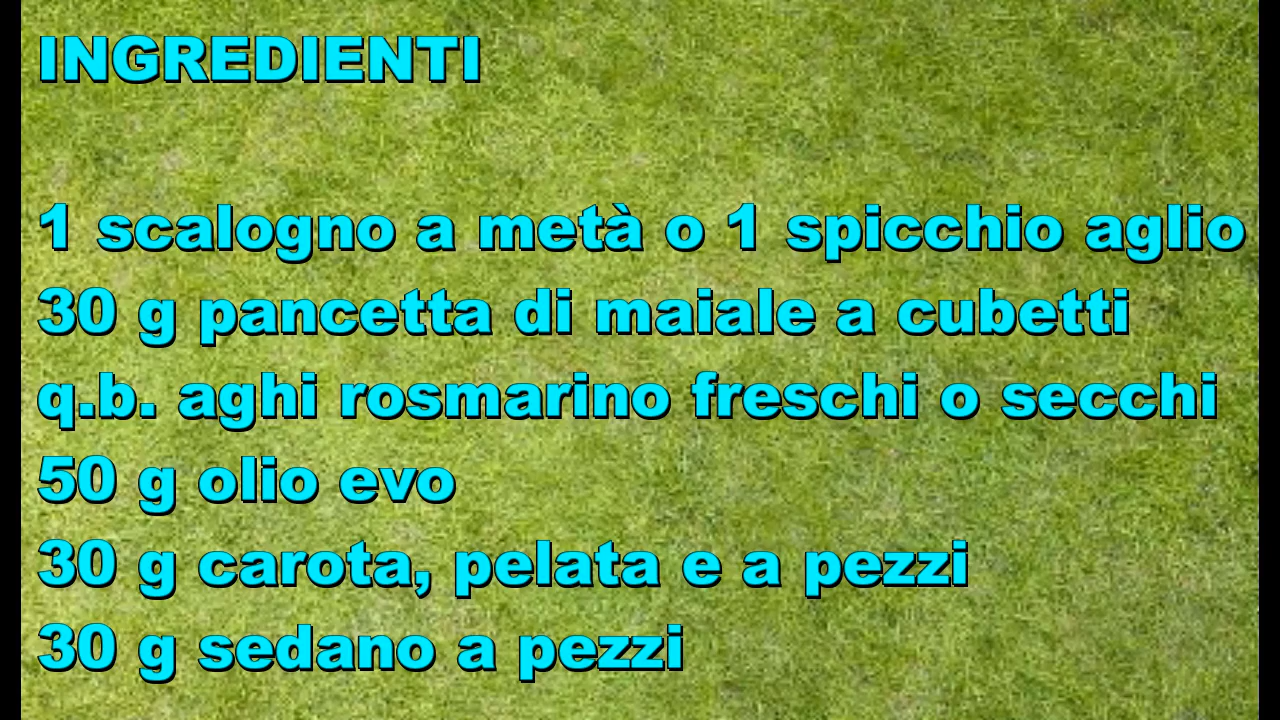 INGREDIENTI
1 scalogno a metà o 1 spicchio aglio
30 g pancetta di maiale a cubetti
q.b. aghi rosmarino freschi o secchi
50 g olio evo
30 g carota, pelata e a pezzi
30 g sedano a pezzi